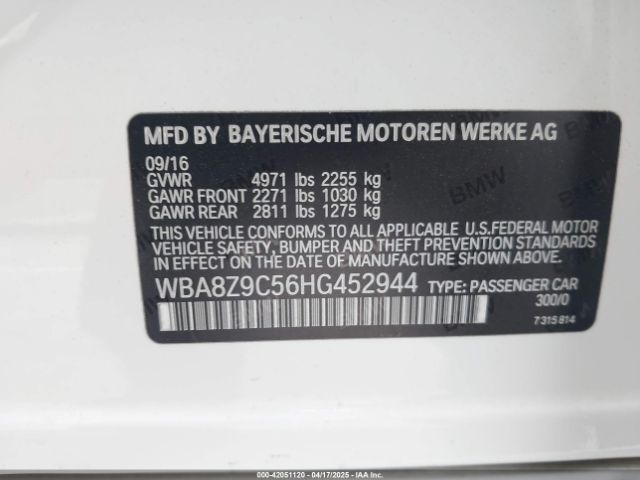 MFD BY BAYERISCHE MOTOREN WERKE AG
09/16
GVWR 4971 lbs 2255 kg
GAWR FRONT 2271 lbs 1030 kg
GAWR REAR 2811 lbs 1275 kg
THIS VEHICLE CONFORMS TO ALL APPLICABLE U.S.FEDERAL MOTOR
VEHICLE SAFETY, BUMPER AND THEFT PREVENTION STANDARDS
IN EFFECT ON THE DATE OF MANUFACTURE SHOWN ABOVE.
WBA8Z9C56HG452944 TYPE: PASSENGER CAR
300/0
7315814
BMW
000-42051120 - 04/17/2025 - IAAI.COM